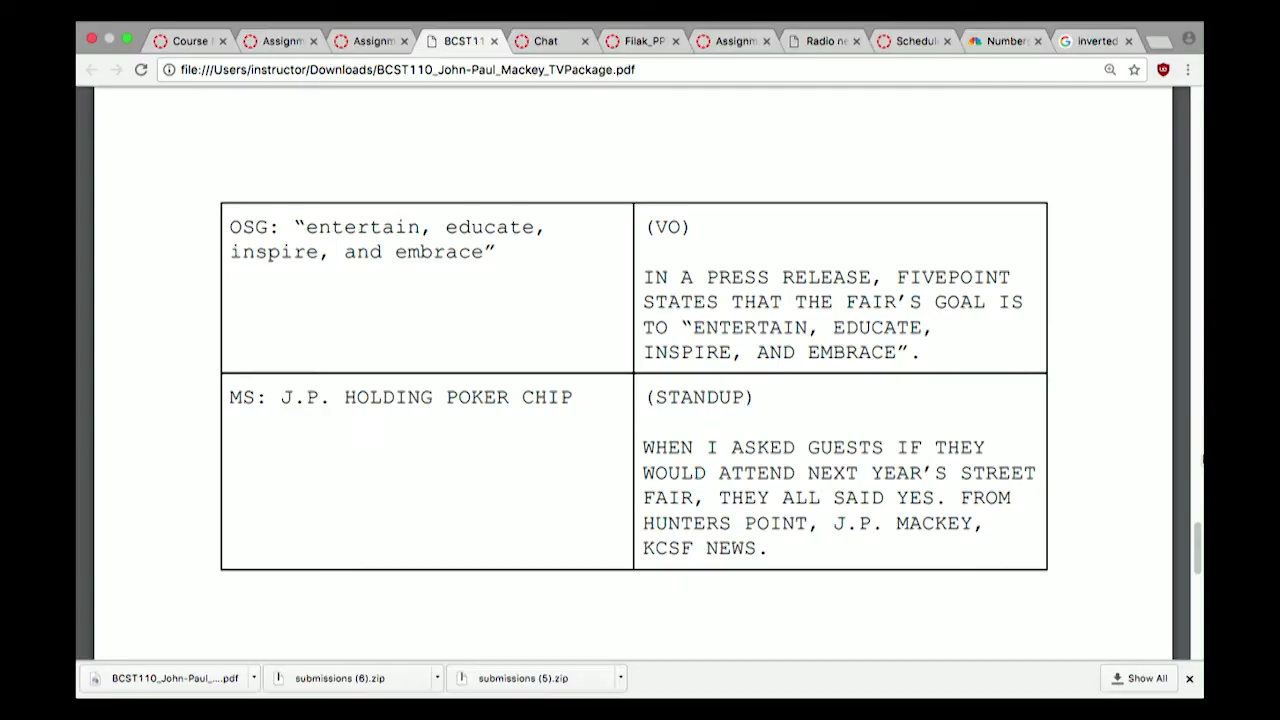 Course
Assignm
Assignm
BCST11
Chat
Filak_PP
Assignm
Radio ne
Schedul
Number
inverted
file:///Users/instructor/Downloads/BCST110_John-Paul_Mackey_TVPackage.pdf
OSG: “entertain, educate,
inspire, and embrace”
(VO)
IN A PRESS RELEASE, FIVEPOINT
STATES THAT THE FAIR’S GOAL IS
TO “ENTERTAIN, EDUCATE,
INSPIRE, AND EMBRACE”.
MS: J.P. HOLDING POKER CHIP
(STANDUP)
WHEN I ASKED GUESTS IF THEY
WOULD ATTEND NEXT YEAR’S STREET
FAIR, THEY ALL SAID YES. FROM
HUNTERS POINT, J.P. MACKEY,
KCSF NEWS.
BCST110_John-Paul_....pdf
submissions (6).zip
submissions (5).zip
Show All